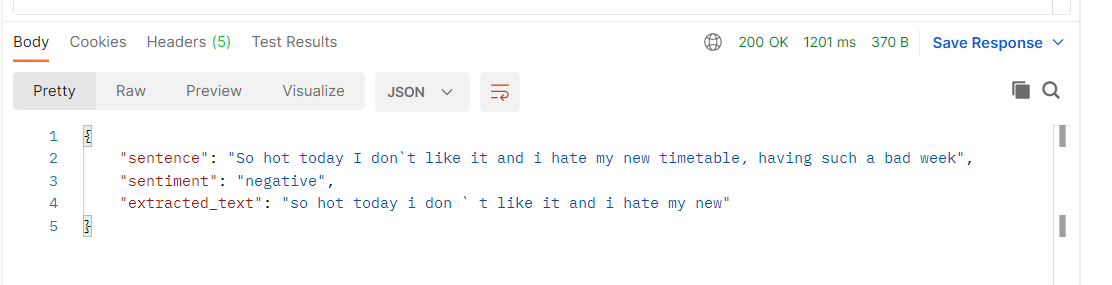 Body Cookies Headers (5) Test Results 200 OK 1201 ms 370 B Save Response
Pretty Raw Preview Visualize JSON
1 {
2 "sentence": "So hot today I don`t like it and i hate my new timetable, having such a bad week",
3 "sentiment": "negative",
4 "extracted_text": "so hot today i don ` t like it and i hate my new"
5 }